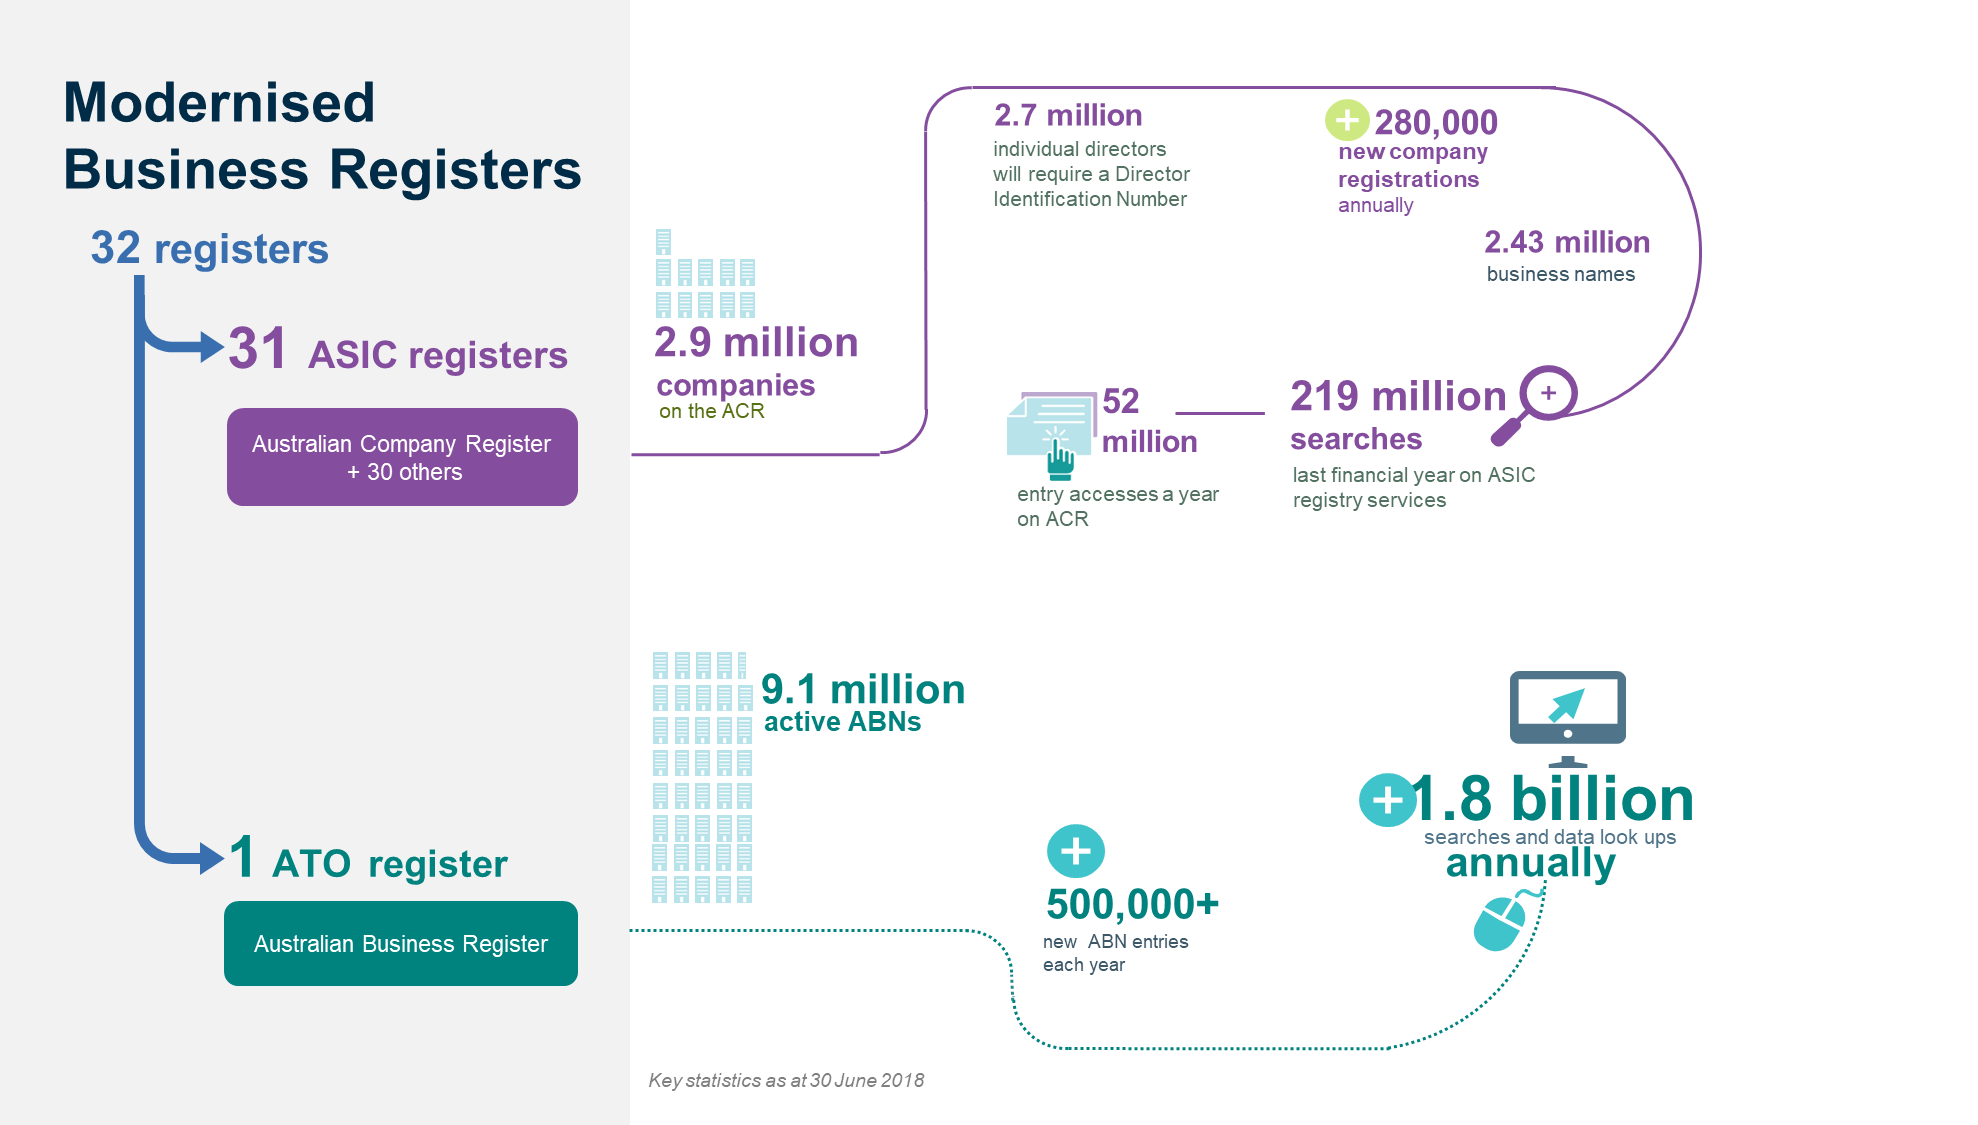 Modernised
Business Registers
32 registers
31 ASIC registers
Australian Company Register
+ 30 others
1 ATO register
Australian Business Register
2.9 million
companies
on the ACR
2.7 million
individual directors
will require a Director
Identification Number
+ 280,000
new company
registrations
annually
2.43 million
business names
219 million
searches
last financial year on ASIC
registry services
52
million
entry accesses a year
on ACR
9.1 million
active ABNs
+
500,000+
new ABN entries
each year
+ 1.8 billion
searches and data look ups
annually
Key statistics as at 30 June 2018